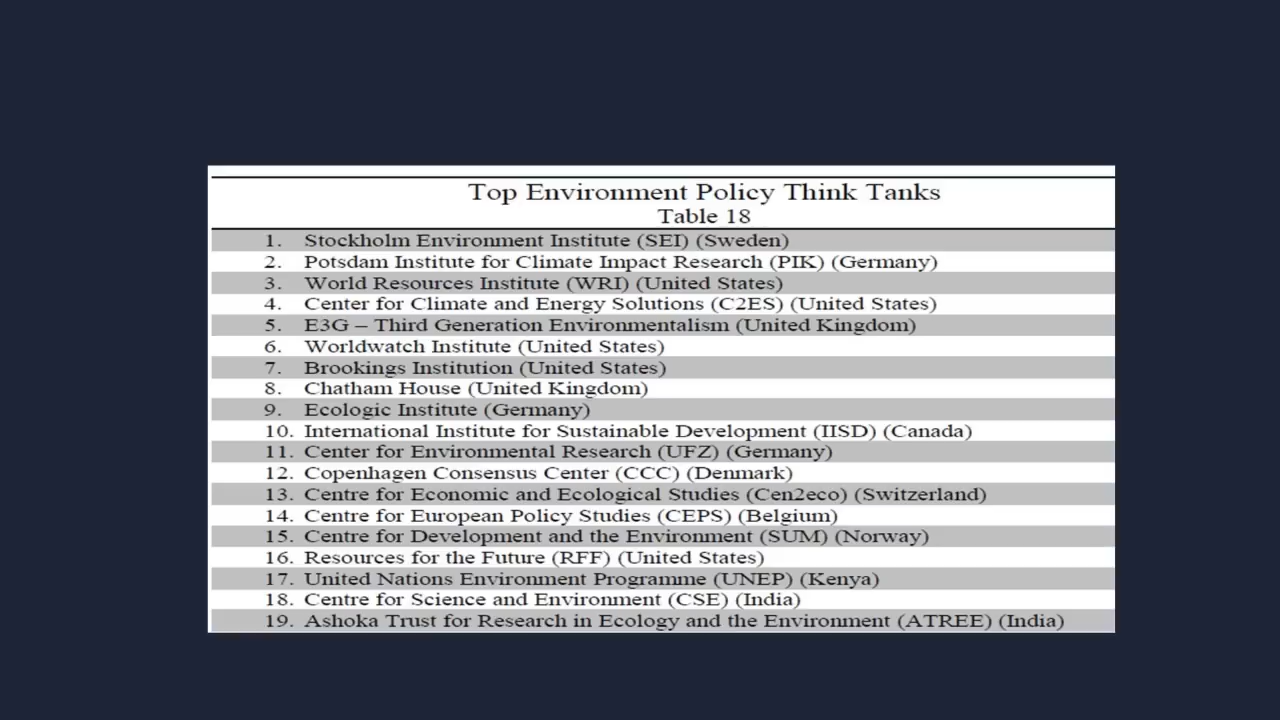 Top Environment Policy Think Tanks
Table 18
1. Stockholm Environment Institute (SEI) (Sweden)
2. Potsdam Institute for Climate Impact Research (PIK) (Germany)
3. World Resources Institute (WRI) (United States)
4. Center for Climate and Energy Solutions (C2ES) (United States)
5. E3G – Third Generation Environmentalism (United Kingdom)
6. Worldwatch Institute (United States)
7. Brookings Institution (United States)
8. Chatham House (United Kingdom)
9. Ecologic Institute (Germany)
10. International Institute for Sustainable Development (IISD) (Canada)
11. Center for Environmental Research (UFZ) (Germany)
12. Copenhagen Consensus Center (CCC) (Denmark)
13. Centre for Economic and Ecological Studies (Cen2eco) (Switzerland)
14. Centre for European Policy Studies (CEPS) (Belgium)
15. Centre for Development and the Environment (SUM) (Norway)
16. Resources for the Future (RFF) (United States)
17. United Nations Environment Programme (UNEP) (Kenya)
18. Centre for Science and Environment (CSE) (India)
19. Ashoka Trust for Research in Ecology and the Environment (ATREE) (India)